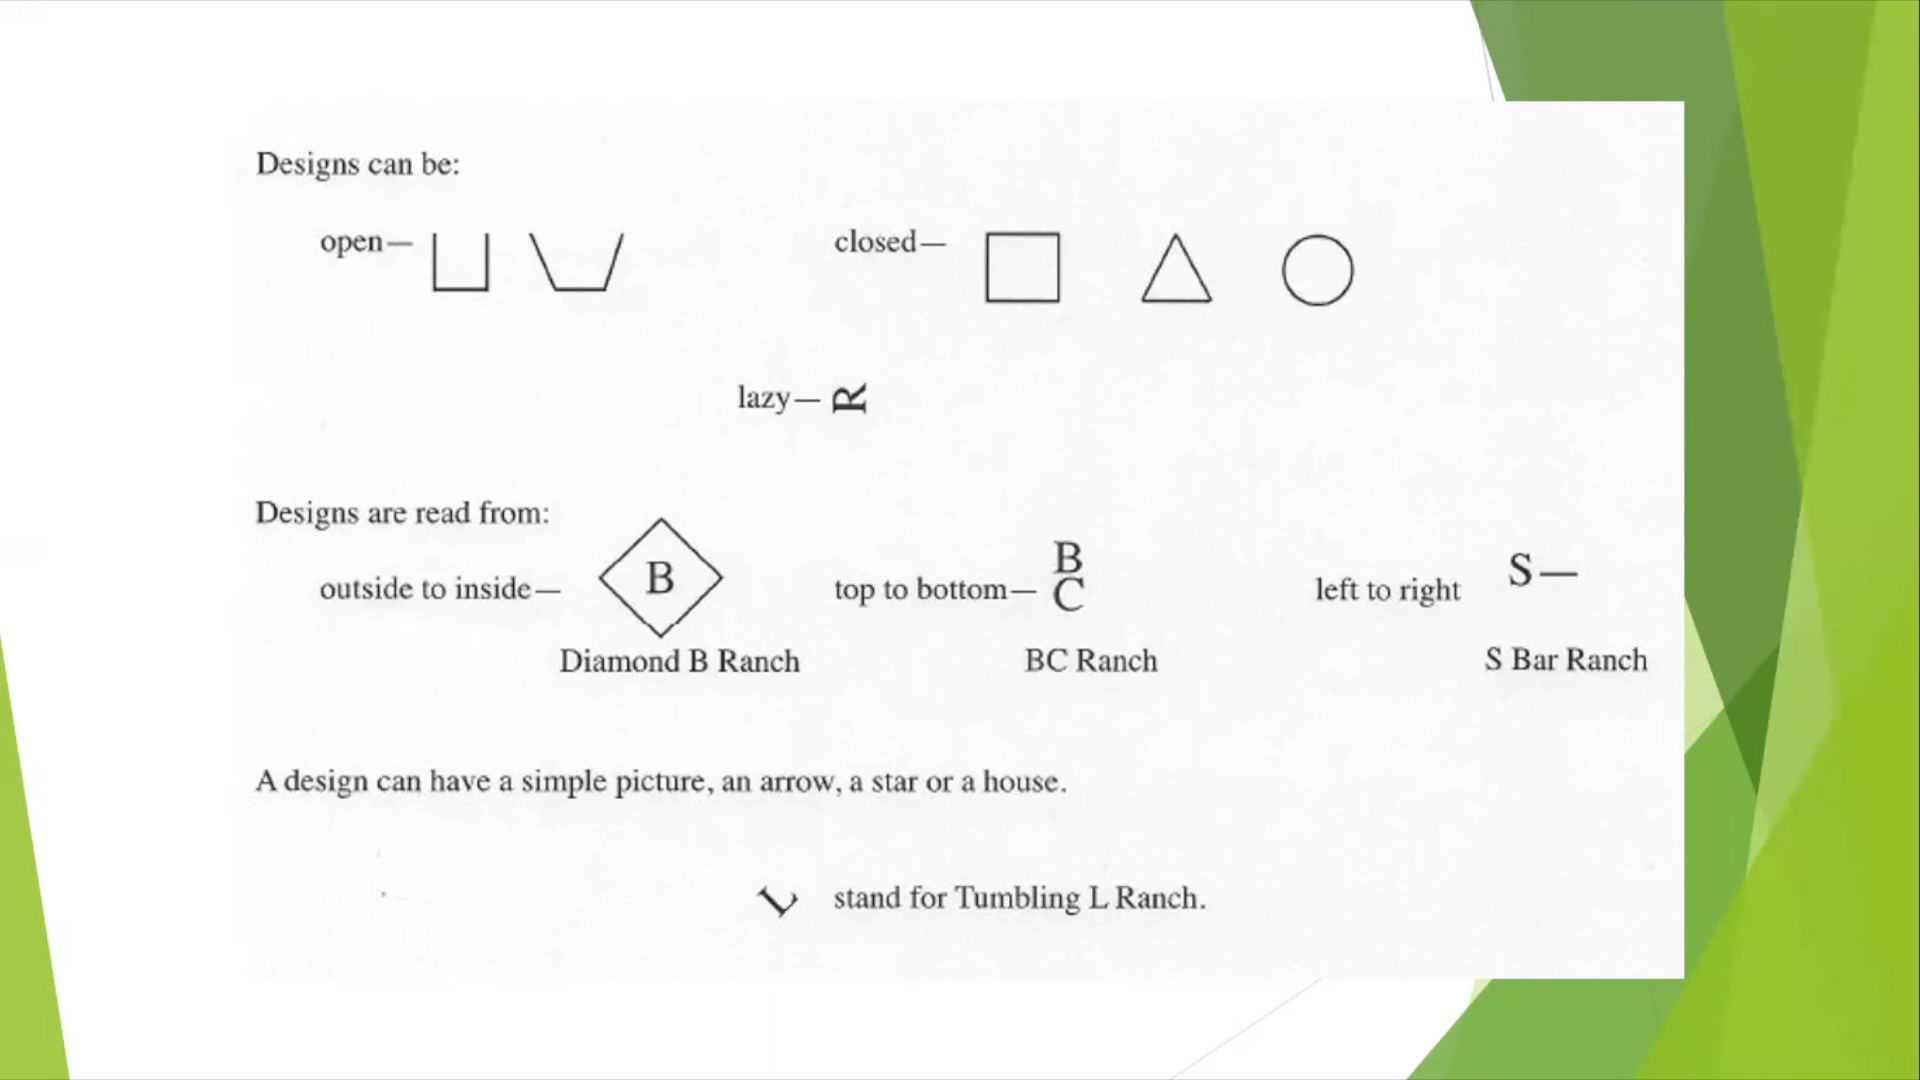 Designs can be:
open—
closed—
lazy— R
Designs are read from:
outside to inside— B
top to bottom— B
C
left to right S—
Diamond B Ranch
BC Ranch
S Bar Ranch
A design can have a simple picture, an arrow, a star or a house.
L stand for Tumbling L Ranch.